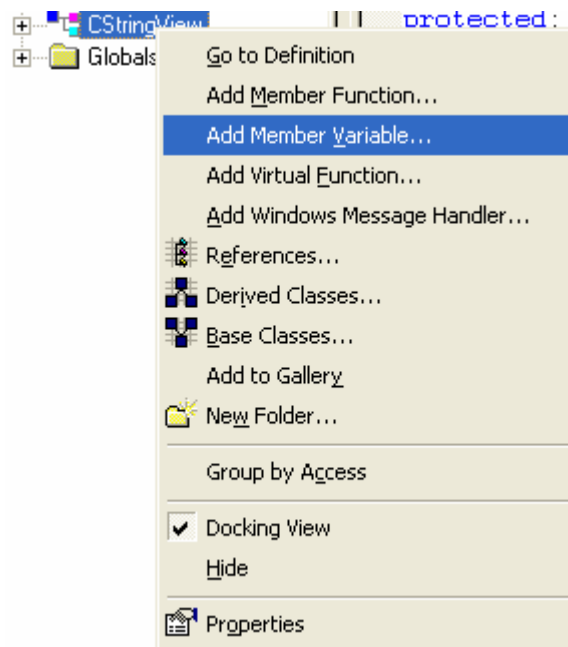 CStringView
protected:
Globals
Go to Definition
Add Member Function...
Add Member Variable...
Add Virtual Function...
Add Windows Message Handler...
References...
Derived Classes...
Base Classes...
Add to Gallery
New Folder...
Group by Access
Docking View
Hide
Properties